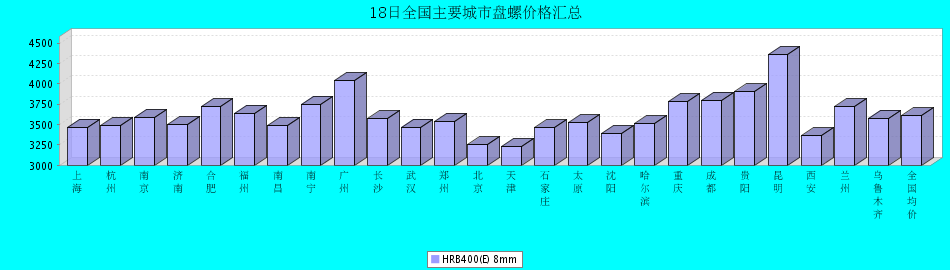 18日全国主要城市盘螺价格汇总
4500
4250
4000
3750
3500
3250
3000
上海
杭州
南京
济南
合肥
福州
南昌
南宁
广州
长沙
武汉
郑州
北京
天津
石家庄
太原
沈阳
哈尔滨
重庆
成都
贵阳
昆明
西安
兰州
乌鲁木齐
全国均价
HRB400(E) 8mm